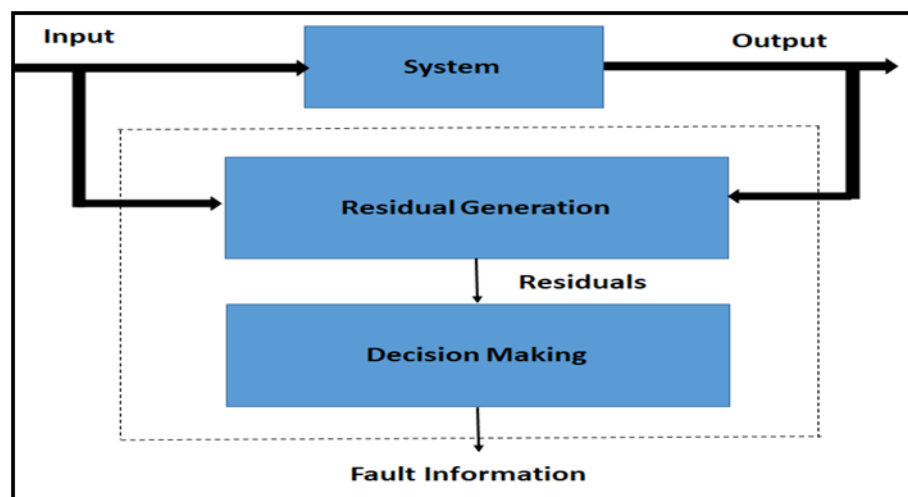 Input
System
Output
Residual Generation
Residuals
Decision Making
Fault Information